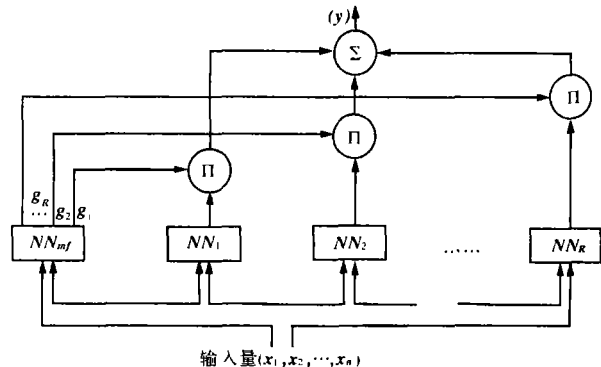 (y)
Σ
Π
Π
Π
g_R
… g_2 g_1
NN_mf NN_1 NN_2 …… NN_R
输入量(x_1,x_2,…,x_n)